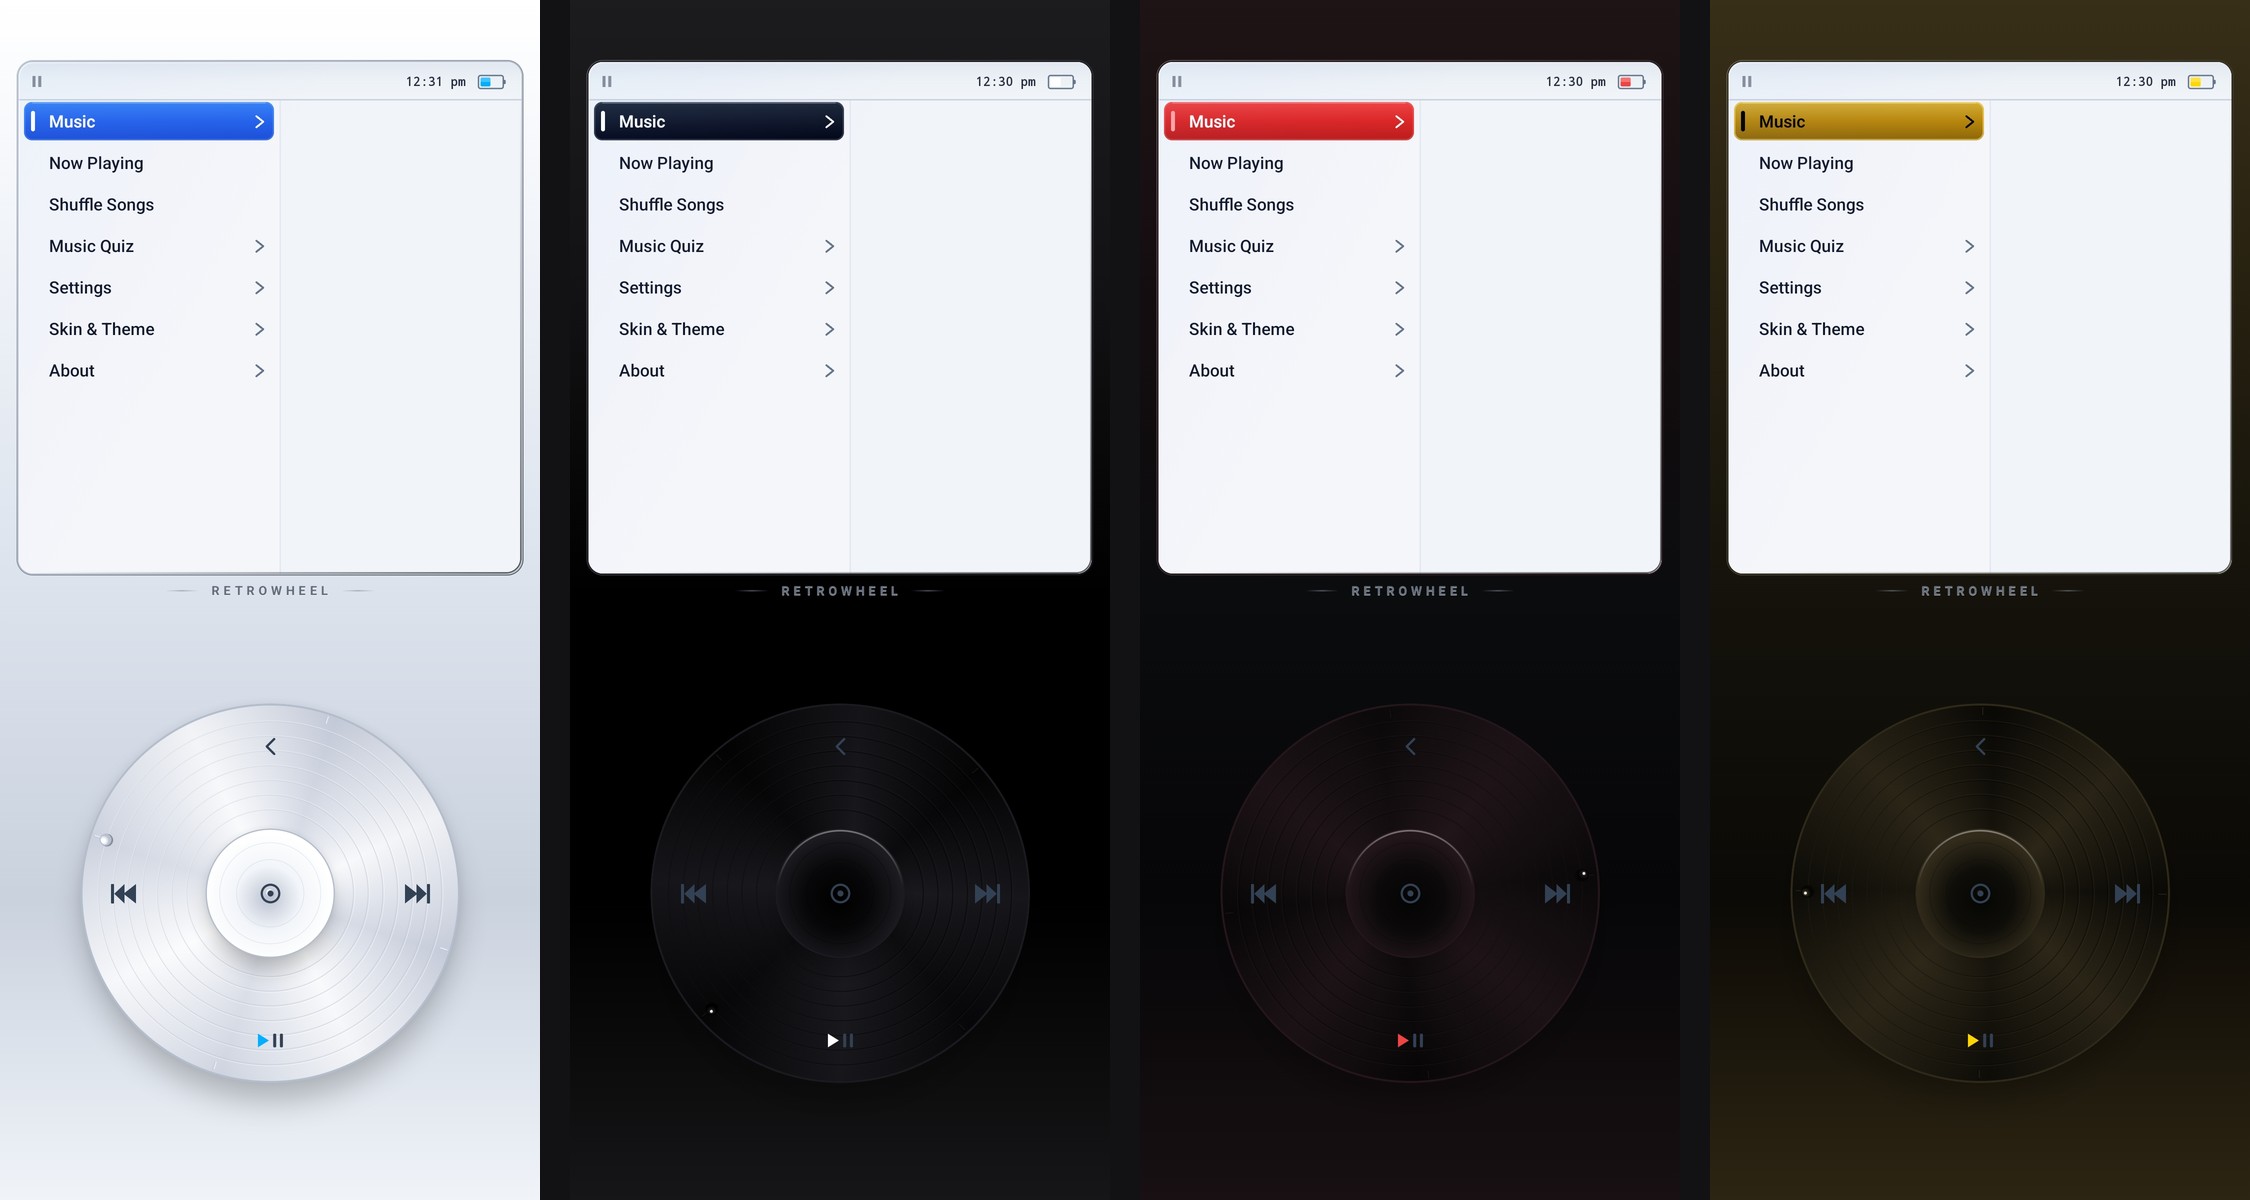 12:31 pm
Music
Now Playing
Shuffle Songs
Music Quiz
Settings
Skin & Theme
About
RETROWHEEL
12:30 pm
Music
Now Playing
Shuffle Songs
Music Quiz
Settings
Skin & Theme
About
RETROWHEEL
12:30 pm
Music
Now Playing
Shuffle Songs
Music Quiz
Settings
Skin & Theme
About
RETROWHEEL
12:30 pm
Music
Now Playing
Shuffle Songs
Music Quiz
Settings
Skin & Theme
About
RETROWHEEL